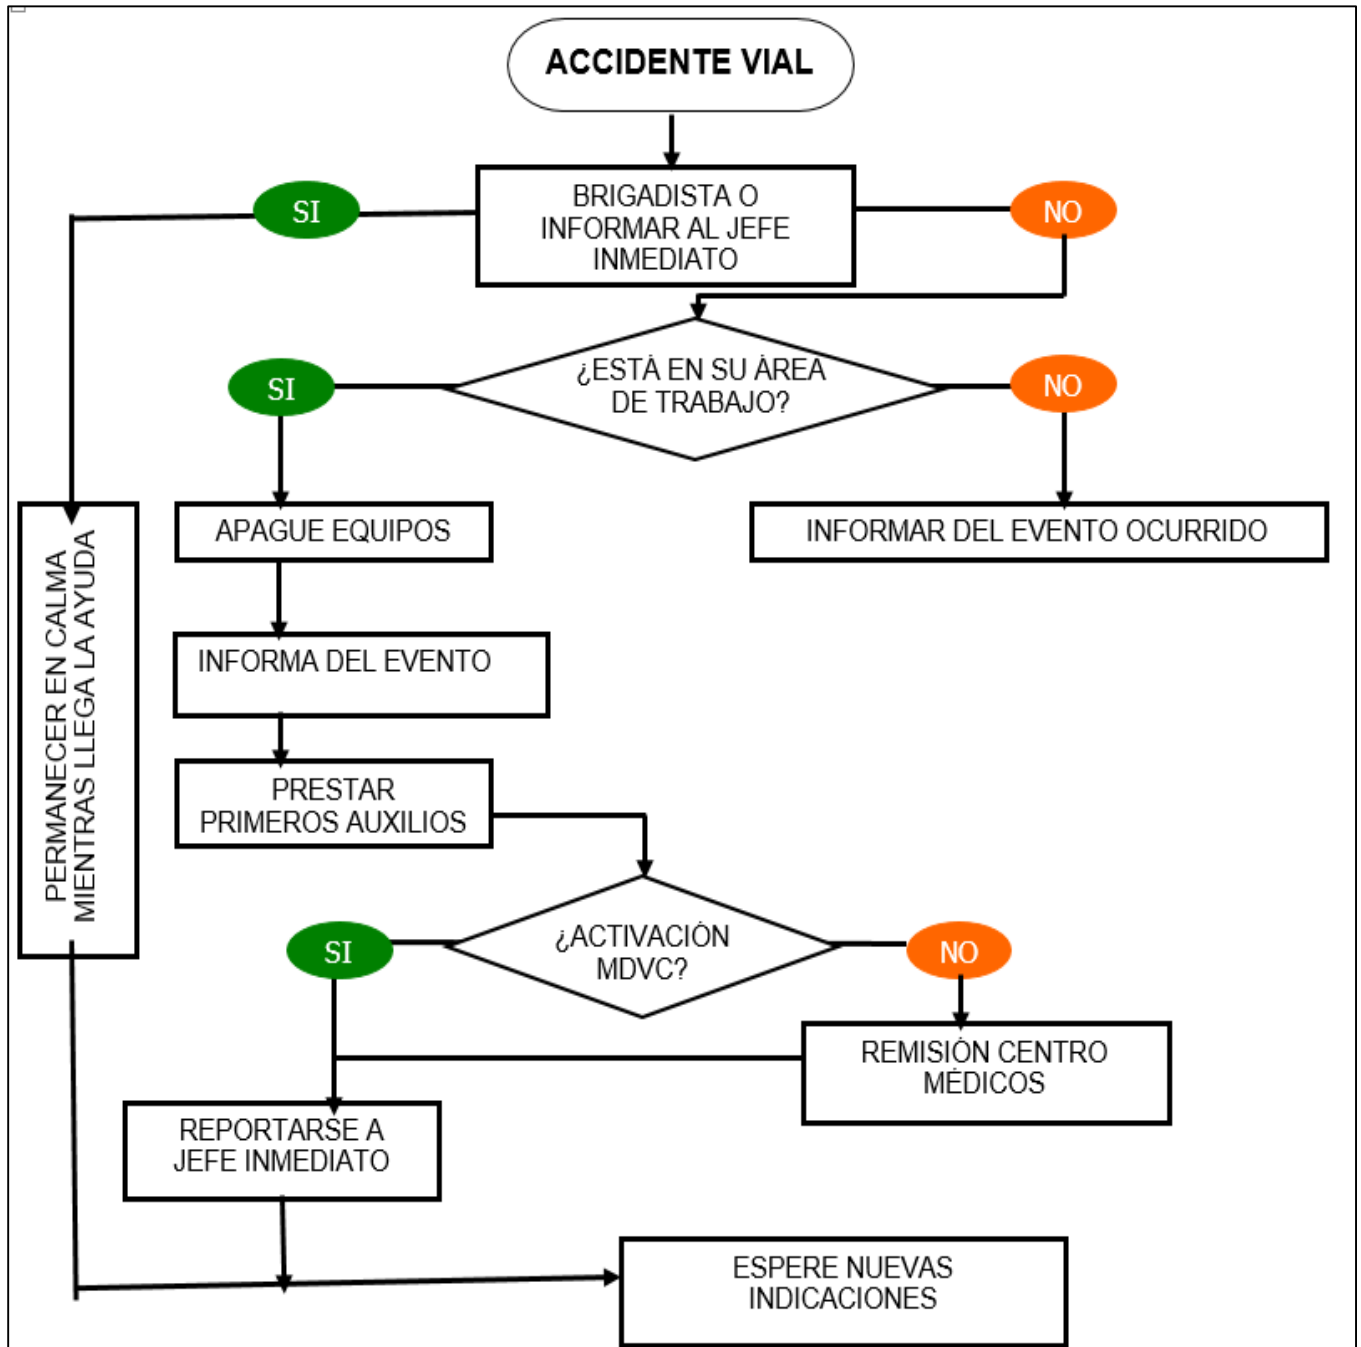 ACCIDENTE VIAL
SI
BRIGADISTA O
INFORMAR AL JEFE
INMEDIATO
NO
SI
¿ESTÁ EN SU ÁREA
DE TRABAJO?
NO
PERMANECER EN CALMA
MIENTRAS LLEGA LA AYUDA
APAGUE EQUIPOS
INFORMAR DEL EVENTO OCURRIDO
INFORMA DEL EVENTO
PRESTAR
PRIMEROS AUXILIOS
SI
¿ACTIVACIÓN
MDVC?
NO
REMISIÓN CENTRO
MÉDICOS
REPORTARSE A
JEFE INMEDIATO
ESPERE NUEVAS
INDICACIONES